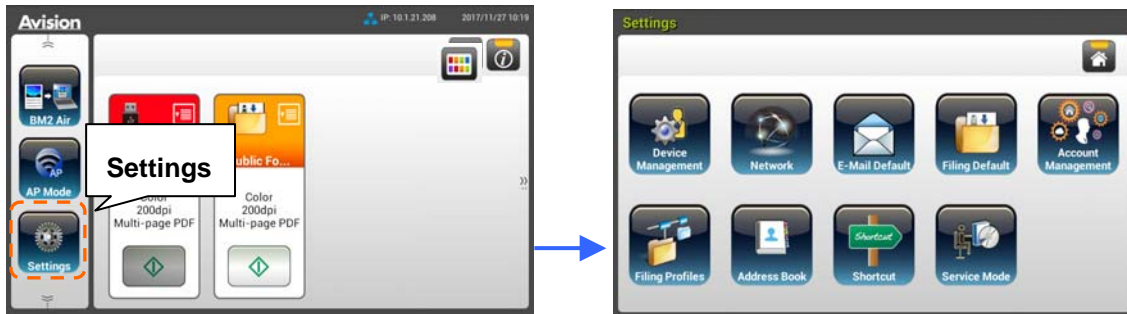 Avision
IP: 10.1.21.208
2017/11/27 10:19
BM2 Air
AP
AP Mode
Settings
Settings
ublic Fo...
Color
200dpi
Multi-page PDF
Color
200dpi
Multi-page PDF
Settings
Device
Management
Network
E-Mail Default
Filing Default
Account
Management
Filing Profiles
Address Book
Shortcut
Shortcut
Service Mode